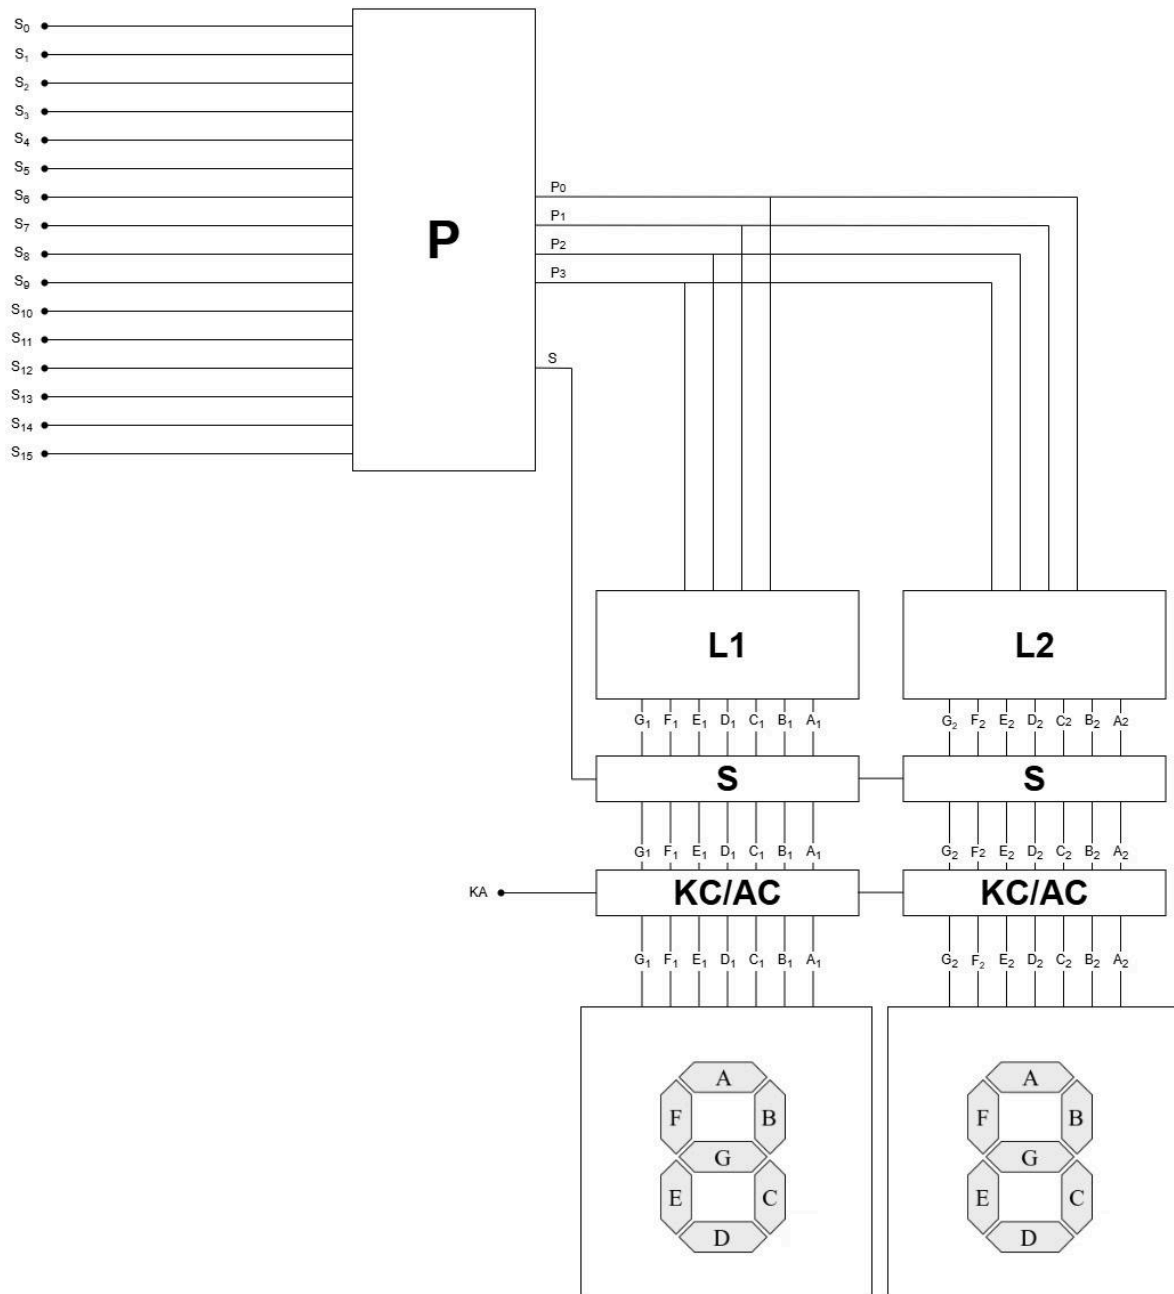 S0
S1
S2
S3
S4
S5
S6
S7
S8
S9
S10
S11
S12
S13
S14
S15
P
P0
P1
P2
P3
S
L1
L2
G1 F1 E1 D1 C1 B1 A1
G2 F2 E2 D2 C2 B2 A2
S
S
G1 F1 E1 D1 C1 B1 A1
G2 F2 E2 D2 C2 B2 A2
KA
KC/AC
KC/AC
G1 F1 E1 D1 C1 B1 A1
G2 F2 E2 D2 C2 B2 A2
A
F B
G
E C
D
A
F B
G
E C
D